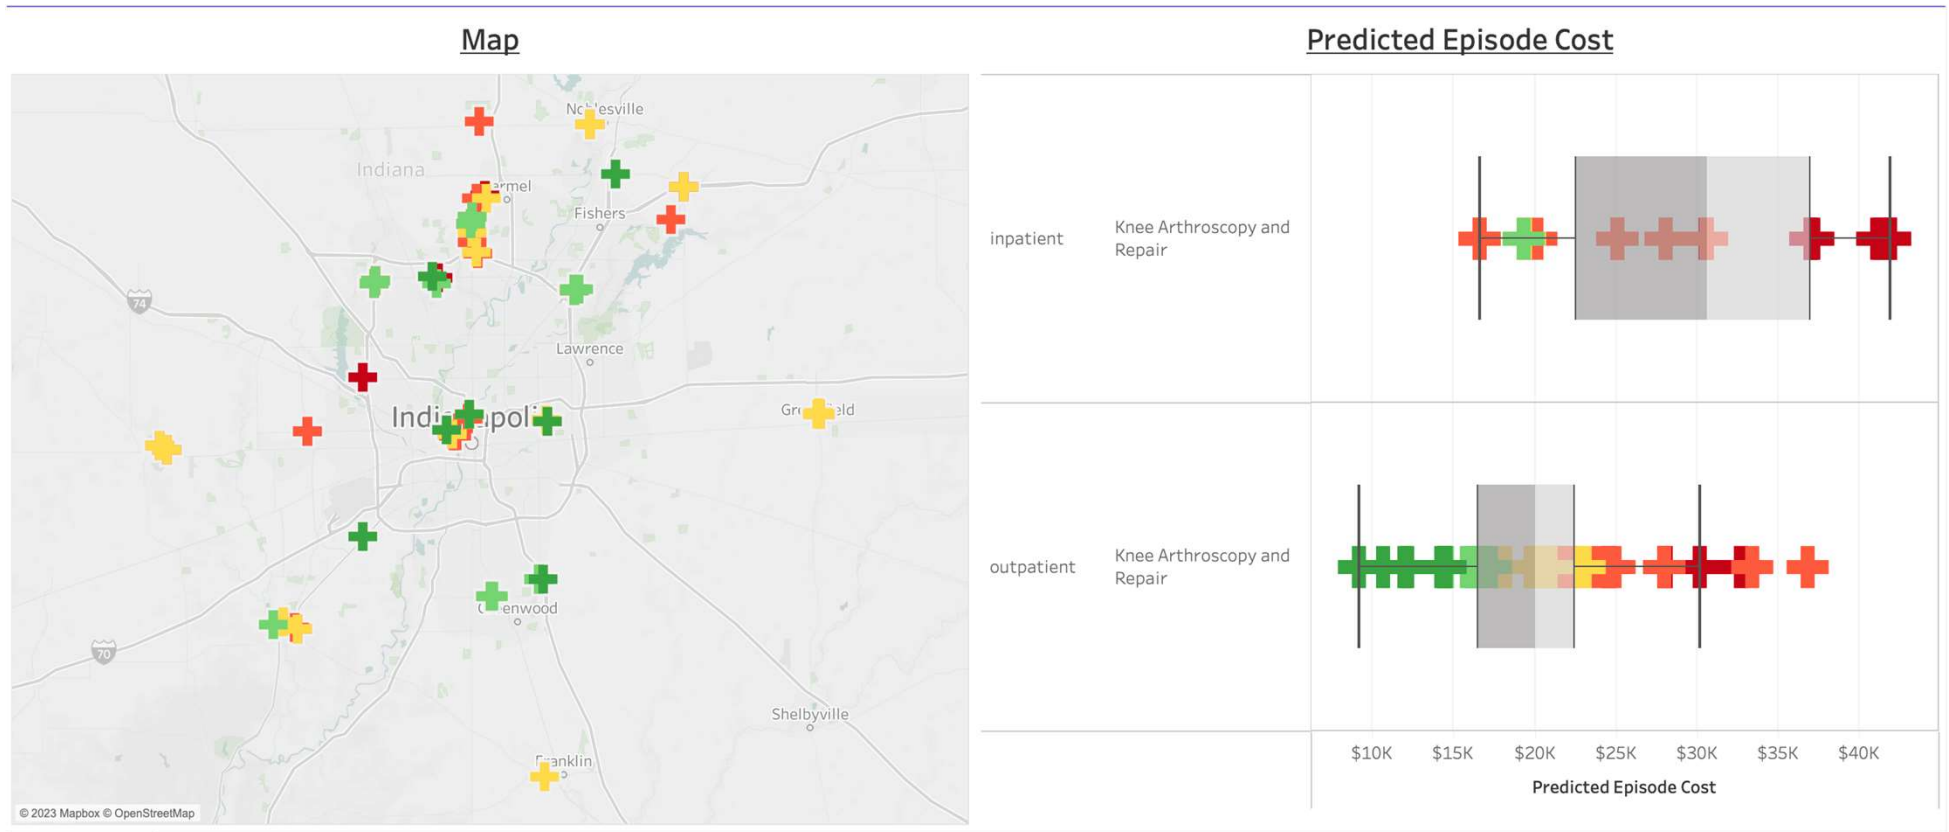 Map
Predicted Episode Cost
Noblesville
Indiana
Fishers
74
Lawrence
70
Shelbyville
Franklin
© 2023 Mapbox © OpenStreetMap
inpatient
Knee Arthroscopy and
Repair
outpatient
Knee Arthroscopy and
Repair
$10K $15K $20K $25K $30K $35K $40K
Predicted Episode Cost